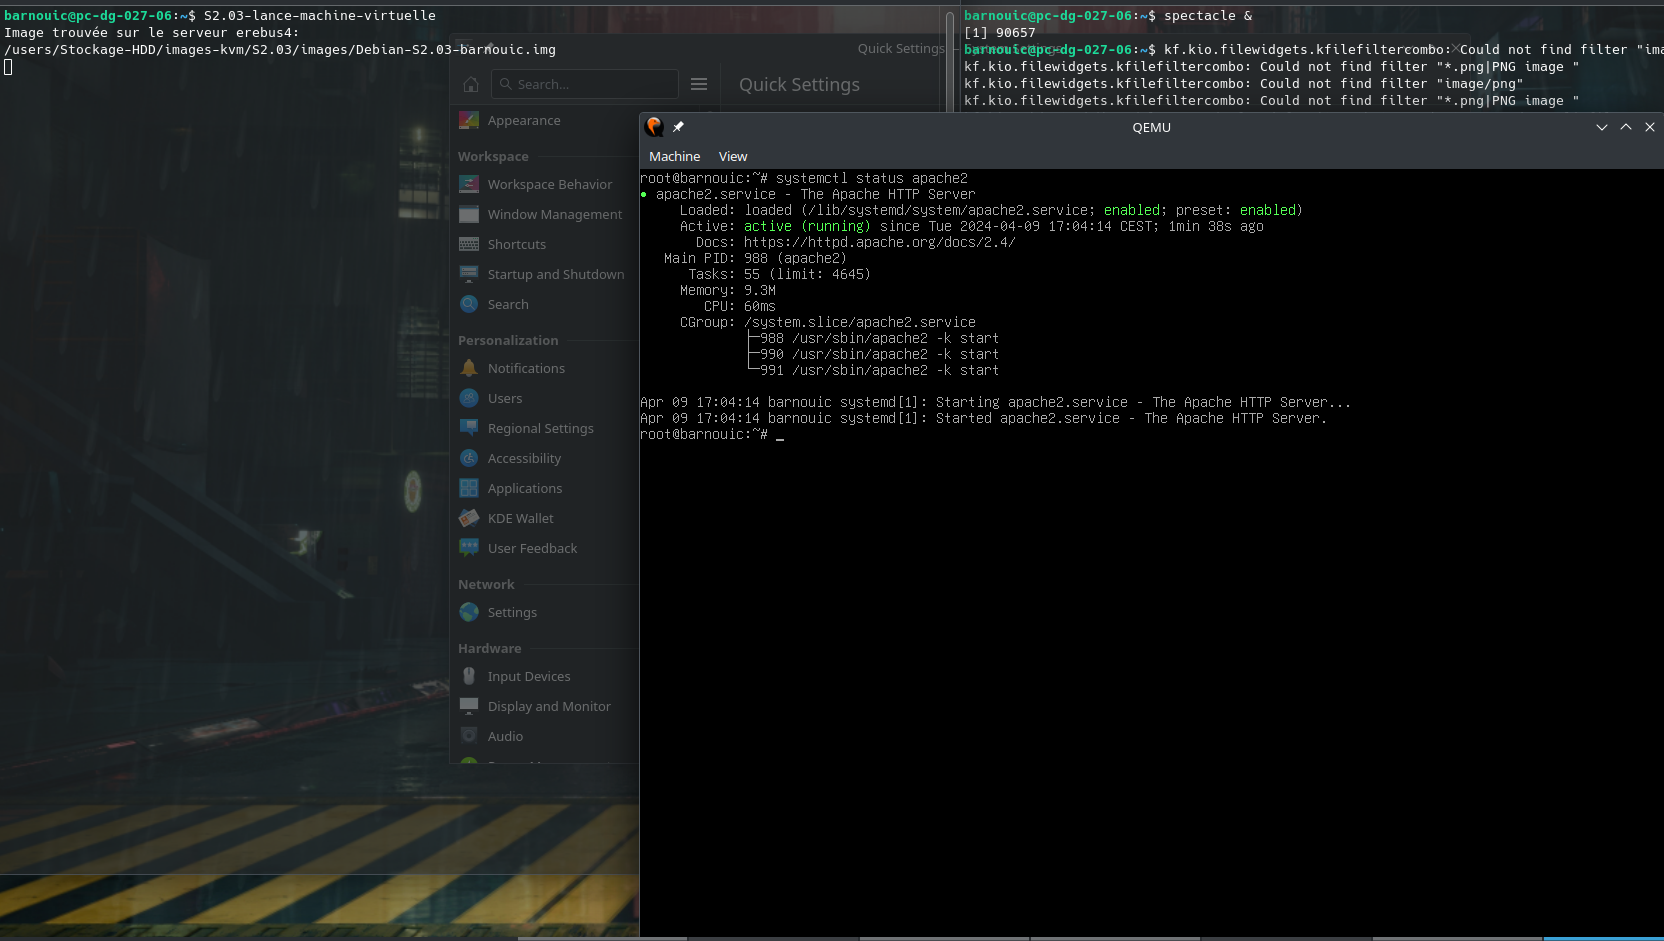 barnouic@pc-dg-027-06:~$ S2.03-lance-machine-virtuelle
Image trouvée sur le serveur erebus4:
/users/Stockage-HDD/images-kvm/S2.03/images/Debian-S2.03-barnouic.img
barnouic@pc-dg-027-06:~$ spectacle &
[1] 90657
barnouic@pc-dg-027-06:~$ kf.kio.filewidgets.kfilefiltercombo: Could not find filter "ima
kf.kio.filewidgets.kfilefiltercombo: Could not find filter "*.png|PNG image "
kf.kio.filewidgets.kfilefiltercombo: Could not find filter "image/png"
kf.kio.filewidgets.kfilefiltercombo: Could not find filter "*.png|PNG image "
Quick Settings
Search...
Quick Settings
Appearance
Workspace
Workspace Behavior
Window Management
Shortcuts
Startup and Shutdown
Search
Personalization
Notifications
Users
Regional Settings
Accessibility
Applications
KDE Wallet
User Feedback
Network
Settings
Hardware
Input Devices
Display and Monitor
Audio
QEMU
Machine View
root@barnouic:~# systemctl status apache2
● apache2.service - The Apache HTTP Server
Loaded: loaded (/lib/systemd/system/apache2.service; enabled; preset: enabled)
Active: active (running) since Tue 2024-04-09 17:04:14 CEST; 1min 38s ago
Docs: https://httpd.apache.org/docs/2.4/
Main PID: 988 (apache2)
Tasks: 55 (limit: 4645)
Memory: 9.3M
CPU: 60ms
CGroup: /system.slice/apache2.service
├─988 /usr/sbin/apache2 -k start
├─990 /usr/sbin/apache2 -k start
└─991 /usr/sbin/apache2 -k start
Apr 09 17:04:14 barnouic systemd[1]: Starting apache2.service - The Apache HTTP Server...
Apr 09 17:04:14 barnouic systemd[1]: Started apache2.service - The Apache HTTP Server.
root@barnouic:~# _